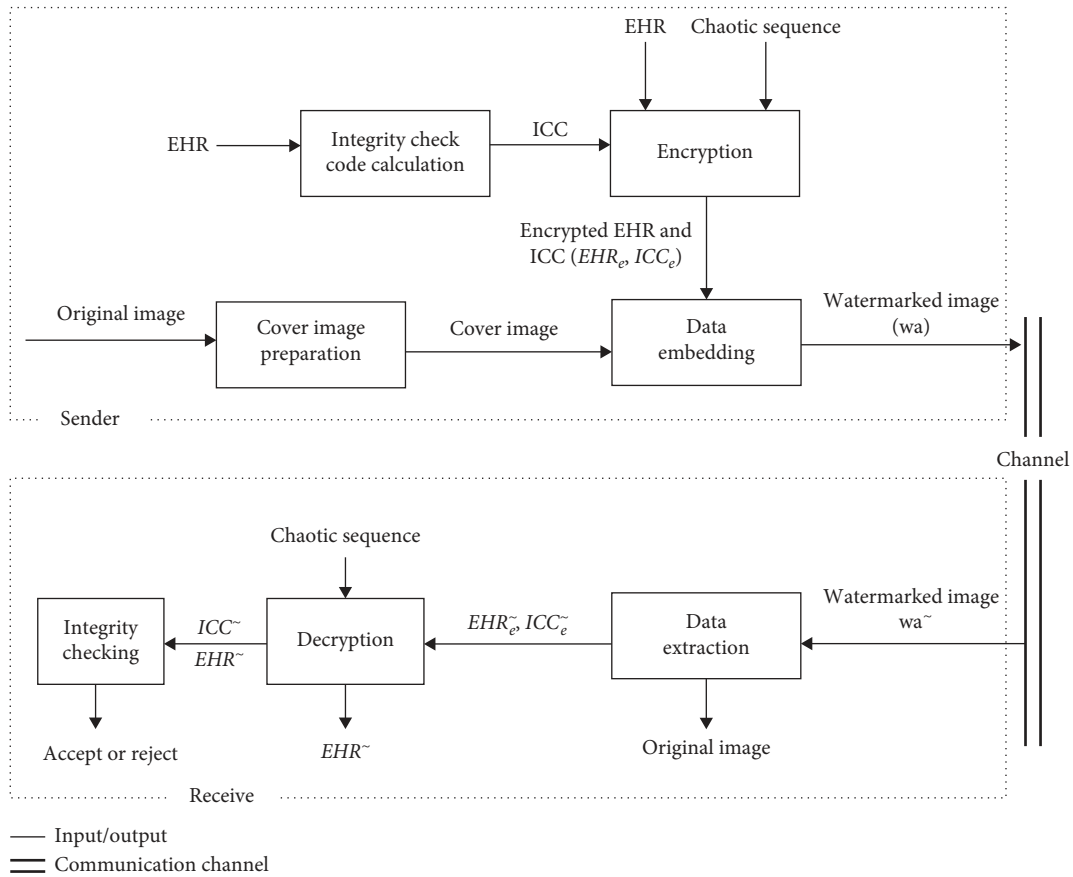 EHR
Chaotic sequence
EHR
Integrity check
code calculation
ICC
Encryption
Encrypted EHR and
ICC (EHRₑ, ICCₑ)
Original image
Cover image
preparation
Cover image
Data
embedding
Watermarked image
(wa)
Sender
Channel
Chaotic sequence
Integrity
checking
ICC~
EHR~
Decryption
EHRₑ~, ICCₑ~
Data
extraction
Watermarked image
wa~
Accept or reject
EHR~
Original image
Receive
Input/output
Communication channel